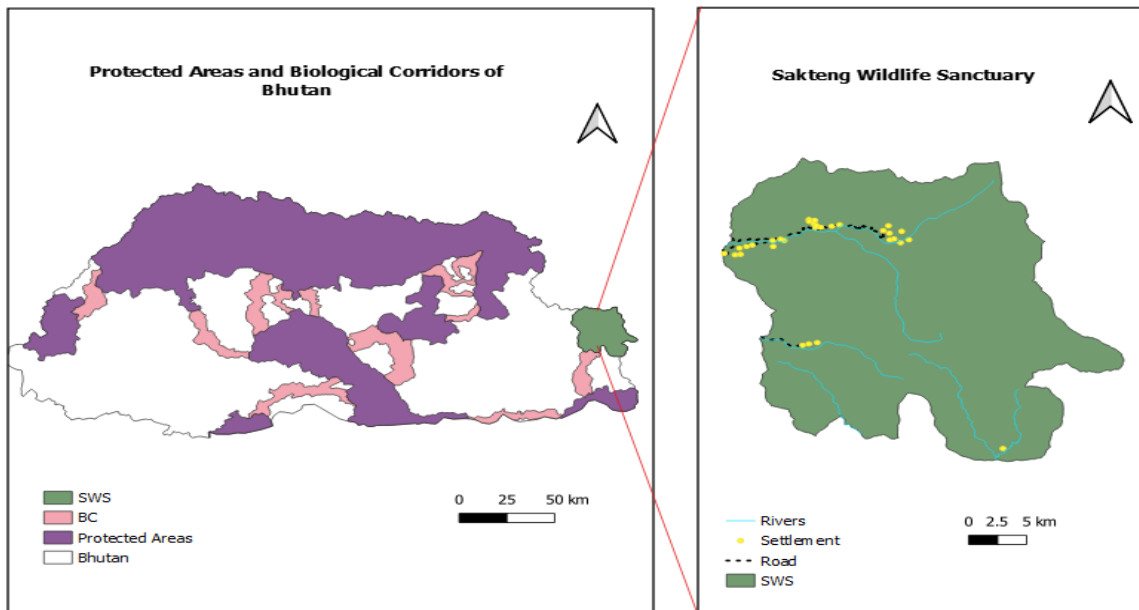 Protected Areas and Biological Corridors of
Bhutan
SWS
BC
Protected Areas
Bhutan
0 25 50 km
Sakteng Wildlife Sanctuary
Rivers
Settlement
Road
SWS
0 2.5 5 km